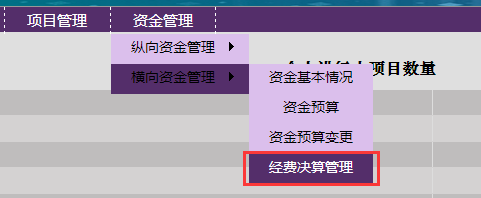 项目管理 资金管理
纵向资金管理
横向资金管理
项目数量
资金基本情况
资金预算
资金预算变更
经费决算管理